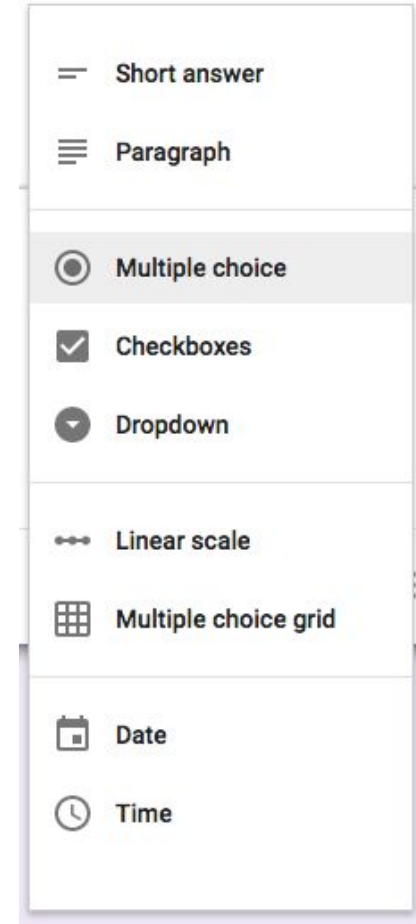 Short answer
Paragraph
Multiple choice
Checkboxes
Dropdown
Linear scale
Multiple choice grid
Date
Time